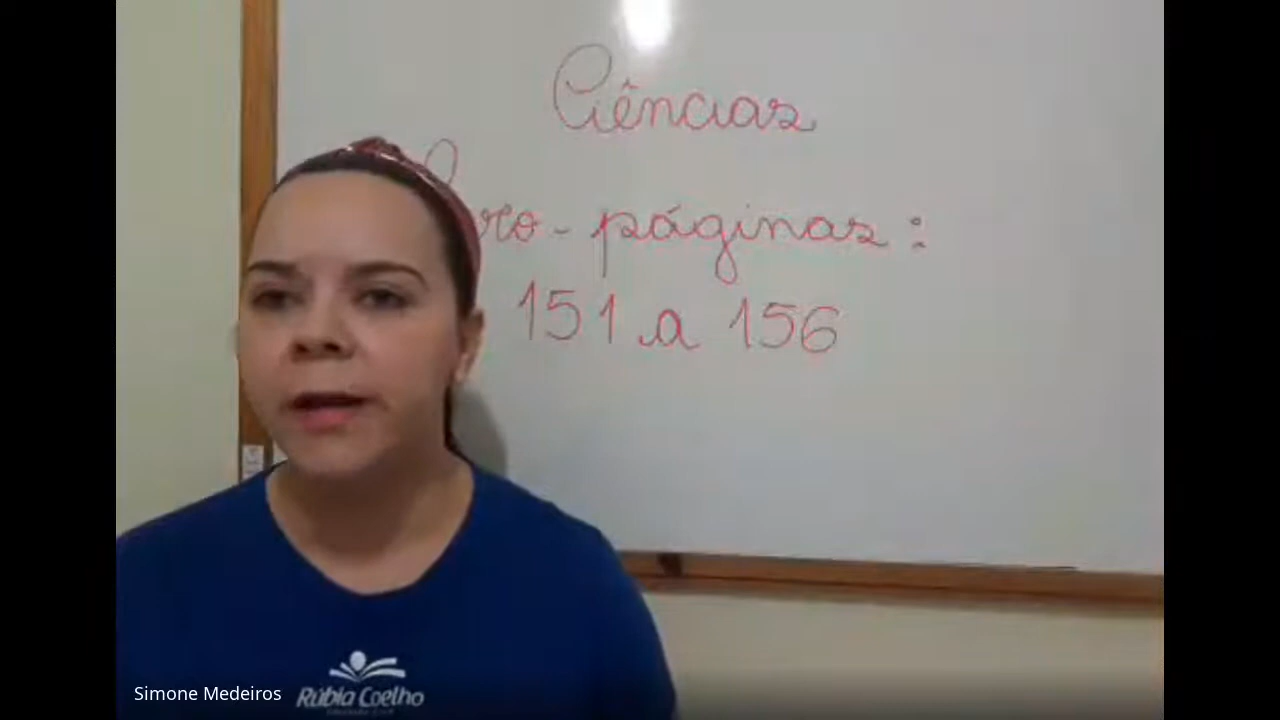 Ciências
- páginas:
151 a 156
Rúbia Coelho
Simone Medeiros